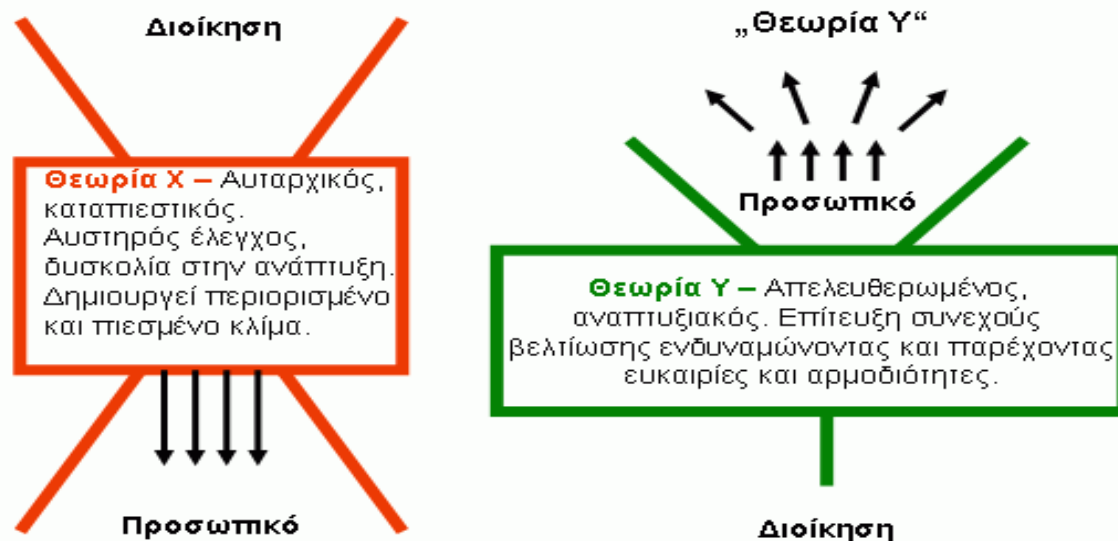 Διοίκηση
Θεωρία Χ – Αυταρχικός,
καταπιεστικός.
Αυστηρός έλεγχος,
δυσκολία στην ανάπτυξη.
Δημιουργεί περιορισμένο
και πιεσμένο κλίμα.
Προσωπικό
„Θεωρία Υ“
Προσωπικό
Θεωρία Υ – Απελευθερωμένος,
αναπτυξιακός. Επίτευξη συνεχούς
βελτίωσης ενδυναμώνοντας και παρέχοντας
ευκαιρίες και αρμοδιότητες.
Διοίκηση